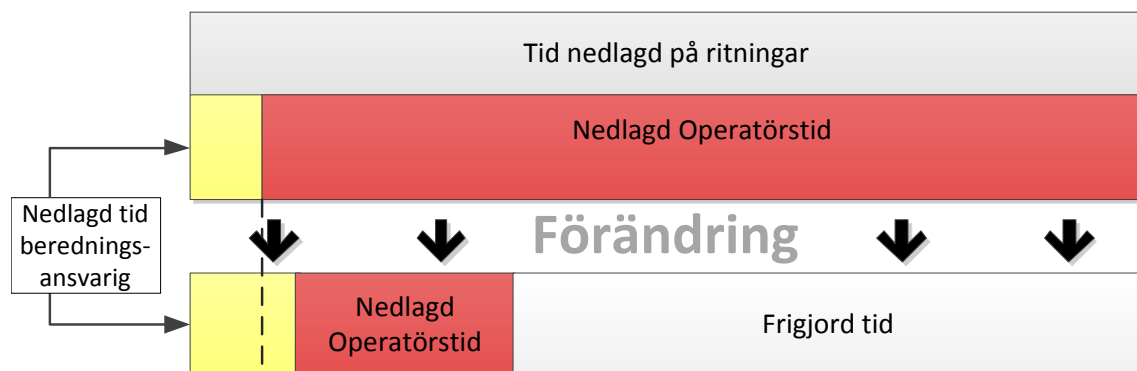 Tid nedlagd på ritningar
Nedlagd Operatörstid
Nedlagd tid
berednings-
ansvarig
Förändring
Nedlagd
Operatörstid
Frigjord tid